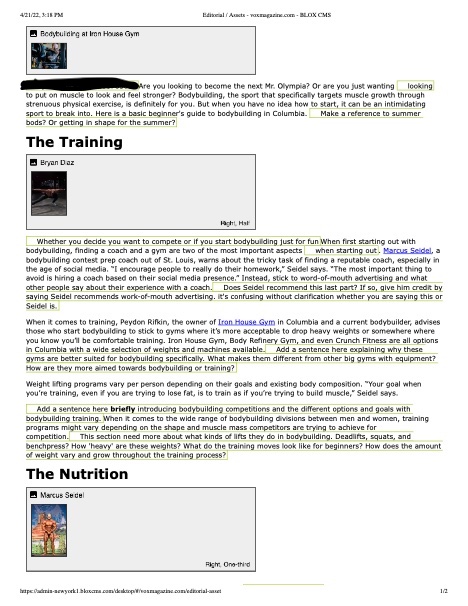 4/21/22, 3:18 PM Editorial / Assets - voxmagazine.com - BLOX CMS
Bodybuilding at Iron House Gym
Are you looking to become the next Mr. Olympia? Or are you just wanting looking
to put on muscle to look and feel stronger? Bodybuilding, the sport that specifically targets muscle growth through
strenuous physical exercise, is definitely for you. But when you have no idea how to start, it can be an intimidating
sport to break into. Here is a basic beginner's guide to bodybuilding in Columbia. Make a reference to summer
bods? Or getting in shape for the summer?
The Training
Bryan Diaz
Right, Half
Whether you decide you want to compete or if you start bodybuilding just for fun When first starting out with
bodybuilding, finding a coach and a gym are two of the most important aspects when starting out. Marcus Seidel, a
bodybuilding contest prep coach out of St. Louis, warns about the tricky task of finding a reputable coach, especially in
the age of social media. “I encourage people to really do their homework,” Seidel says. “The most important thing to
avoid is hiring a coach based on their social media presence.” Instead, stick to word-of-mouth advertising and what
other people say about their experience with a coach. Does Seidel recommend this last part? If so, give him credit by
saying Seidel recommends work-of-mouth advertising. it's confusing without clarification whether you are saying this or
Seidel is.
When it comes to training, Peydon Rifkin, the owner of Iron House Gym in Columbia and a current bodybuilder, advises
those who start bodybuilding to stick to gyms where it's more acceptable to drop heavy weights or somewhere where
you know you'll be comfortable training. Iron House Gym, Body Refinery Gym, and even Crunch Fitness are all options
in Columbia with a wide selection of weights and machines available. Add a sentence here explaining why these
gyms are better suited for bodybuilding specifically. What makes them different from other big gyms with equipment?
How are they more aimed towards bodybuilding or training?
Weight lifting programs vary per person depending on their goals and existing body composition. “Your goal when
you're training, even if you are trying to lose fat, is to train as if you're trying to build muscle,” Seidel says.
Add a sentence here briefly introducing bodybuilding competitions and the different options and goals with
bodybuilding training. When it comes to the wide range of bodybuilding divisions between men and women, training
programs might vary depending on the shape and muscle mass competitors are trying to achieve for
competition. This section need more about what kinds of lifts they do in bodybuilding. Deadlifts, squats, and
benchpress? How 'heavy' are these weights? What do the training moves look like for beginners? How does the amount
of weight vary and grow throughout the training process?
The Nutrition
Marcus Seidel
Right, One-third
https://admin-newyork1.bloxcms.com/desktop/#/voxmagazine.com/editorial-asset 1/2